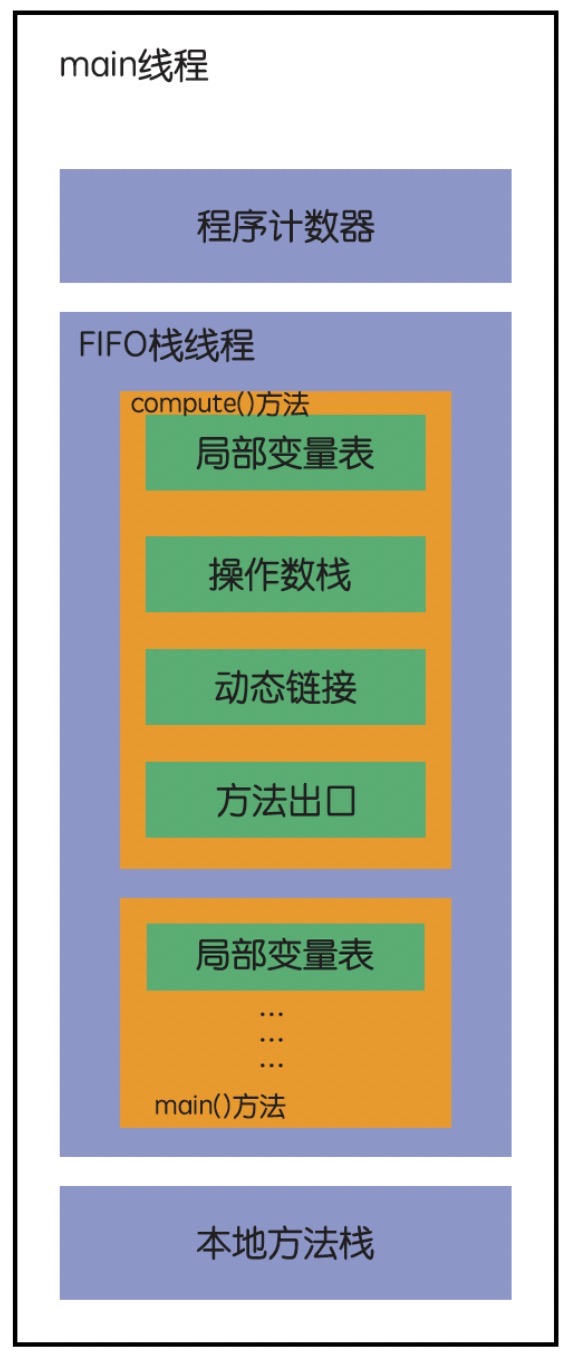 main线程
程序计数器
FIFO栈线程
compute()方法
局部变量表
操作数栈
动态链接
方法出口
局部变量表
...
...
...
main()方法
本地方法栈